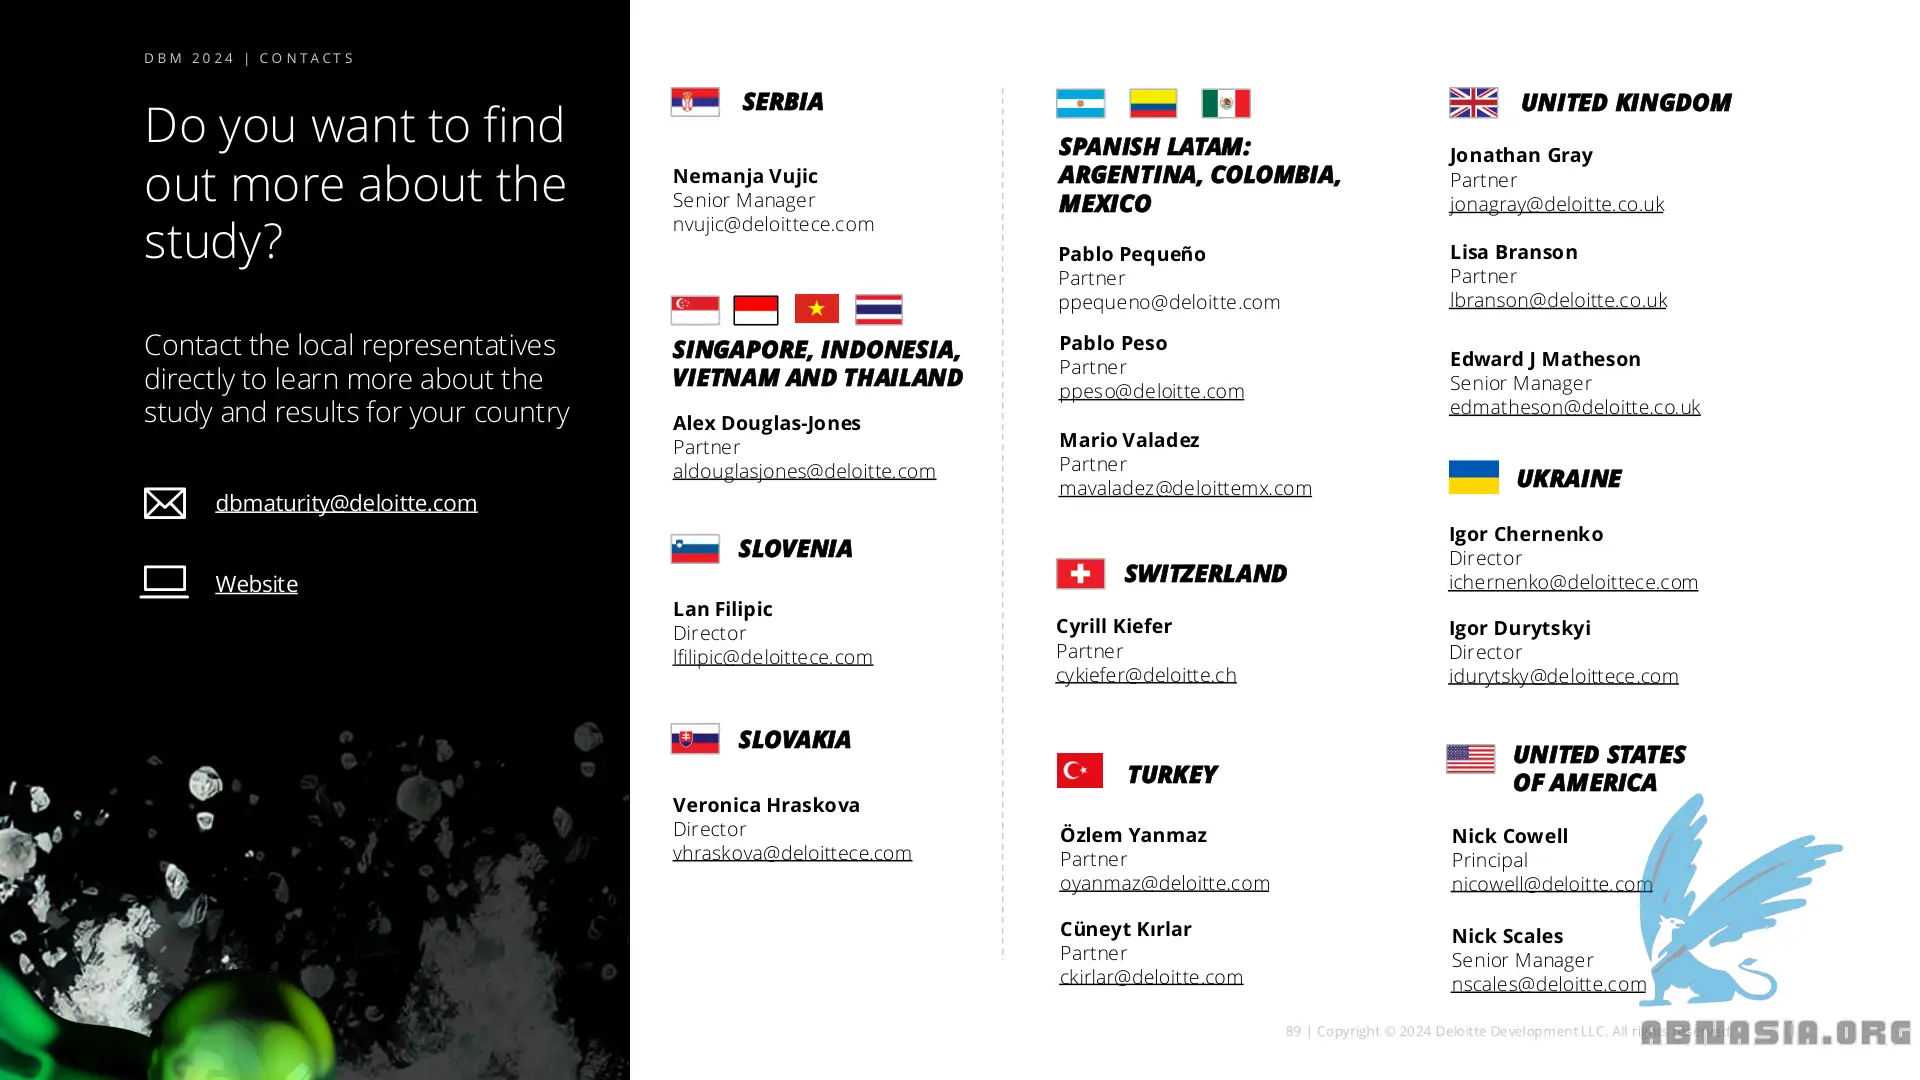 DBM 2024 | CONTACTS
Do you want to find
out more about the
study?
Contact the local representatives
directly to learn more about the
study and results for your country
dbmaturity@deloitte.com
Website
SERBIA
Nemanja Vujic
Senior Manager
nvujic@deloittece.com
SINGAPORE, INDONESIA,
VIETNAM AND THAILAND
Alex Douglas-Jones
Partner
aldouglasjones@deloitte.com
SLOVENIA
Lan Filipic
Director
lfilipic@deloittece.com
SLOVAKIA
Veronica Hraskova
Director
vhraskova@deloittece.com
SPANISH LATAM:
ARGENTINA, COLOMBIA,
MEXICO
Pablo Pequeño
Partner
ppequeno@deloitte.com
Pablo Peso
Partner
ppeso@deloitte.com
Mario Valadez
Partner
mavaladez@deloittemx.com
SWITZERLAND
Cyrill Kiefer
Partner
cykiefer@deloitte.ch
TURKEY
Özlem Yanmaz
Partner
oyanmaz@deloitte.com
Cüneyt Kırlar
Partner
ckirlar@deloitte.com
UNITED KINGDOM
Jonathan Gray
Partner
jonagray@deloitte.co.uk
Lisa Branson
Partner
lbranson@deloitte.co.uk
Edward J Matheson
Senior Manager
edmatheson@deloitte.co.uk
UKRAINE
Igor Chernenko
Director
ichernenko@deloittece.com
Igor Durytskyi
Director
idurytsky@deloittece.com
UNITED STATES
OF AMERICA
Nick Cowell
Principal
nicowell@deloitte.com
Nick Scales
Senior Manager
nscales@deloitte.com
89 | Copyright © 2024 Deloitte Development LLC. All rights reserved.
ABNASIA.ORG